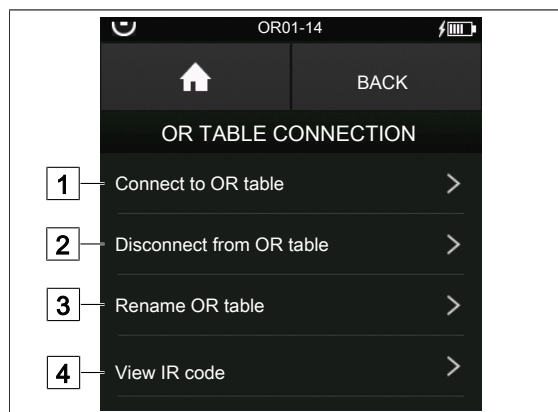 OR01-14
BACK
OR TABLE CONNECTION
1 Connect to OR table
2 Disconnect from OR table
3 Rename OR table
4 View IR code